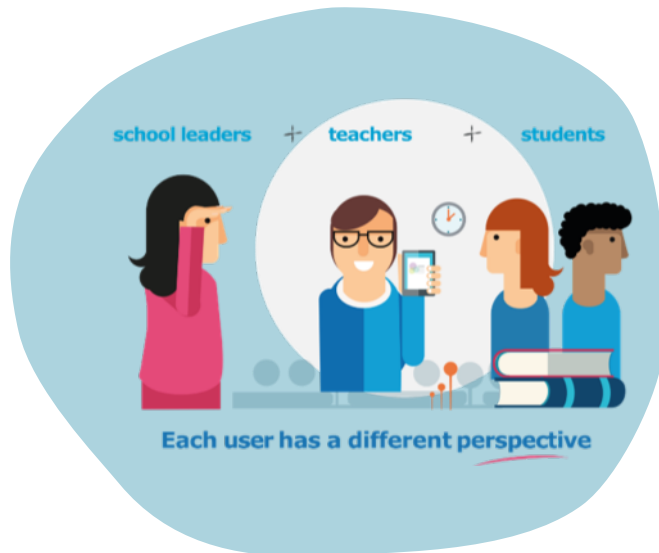 school leaders + teachers + students
Each user has a different perspective